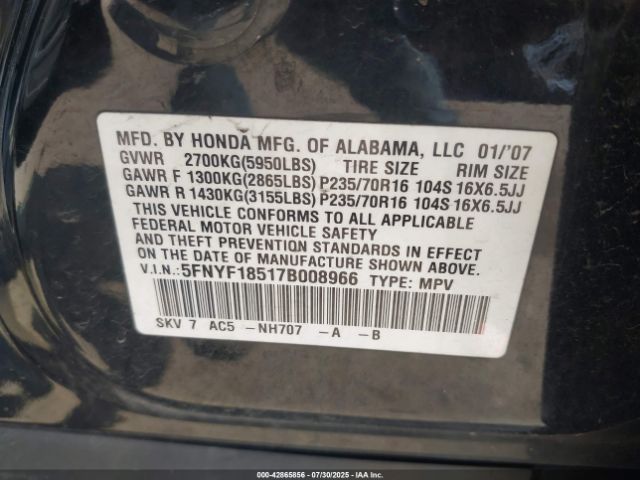 MFD. BY HONDA MFG. OF ALABAMA, LLC 01/'07
GVWR 2700KG(5950LBS) TIRE SIZE RIM SIZE
GAWR F 1300KG(2865LBS) P235/70R16 104S 16X6.5JJ
GAWR R 1430KG(3155LBS) P235/70R16 104S 16X6.5JJ
THIS VEHICLE CONFORMS TO ALL APPLICABLE
FEDERAL MOTOR VEHICLE SAFETY
AND THEFT PREVENTION STANDARDS IN EFFECT
ON THE DATE OF MANUFACTURE SHOWN ABOVE.
V.I.N.: 5FNYF18517B008966 TYPE: MPV
SKV 7 AC5 -NH707 -A -B
000-42865856 | 07/30/2025 | IAA Inc.